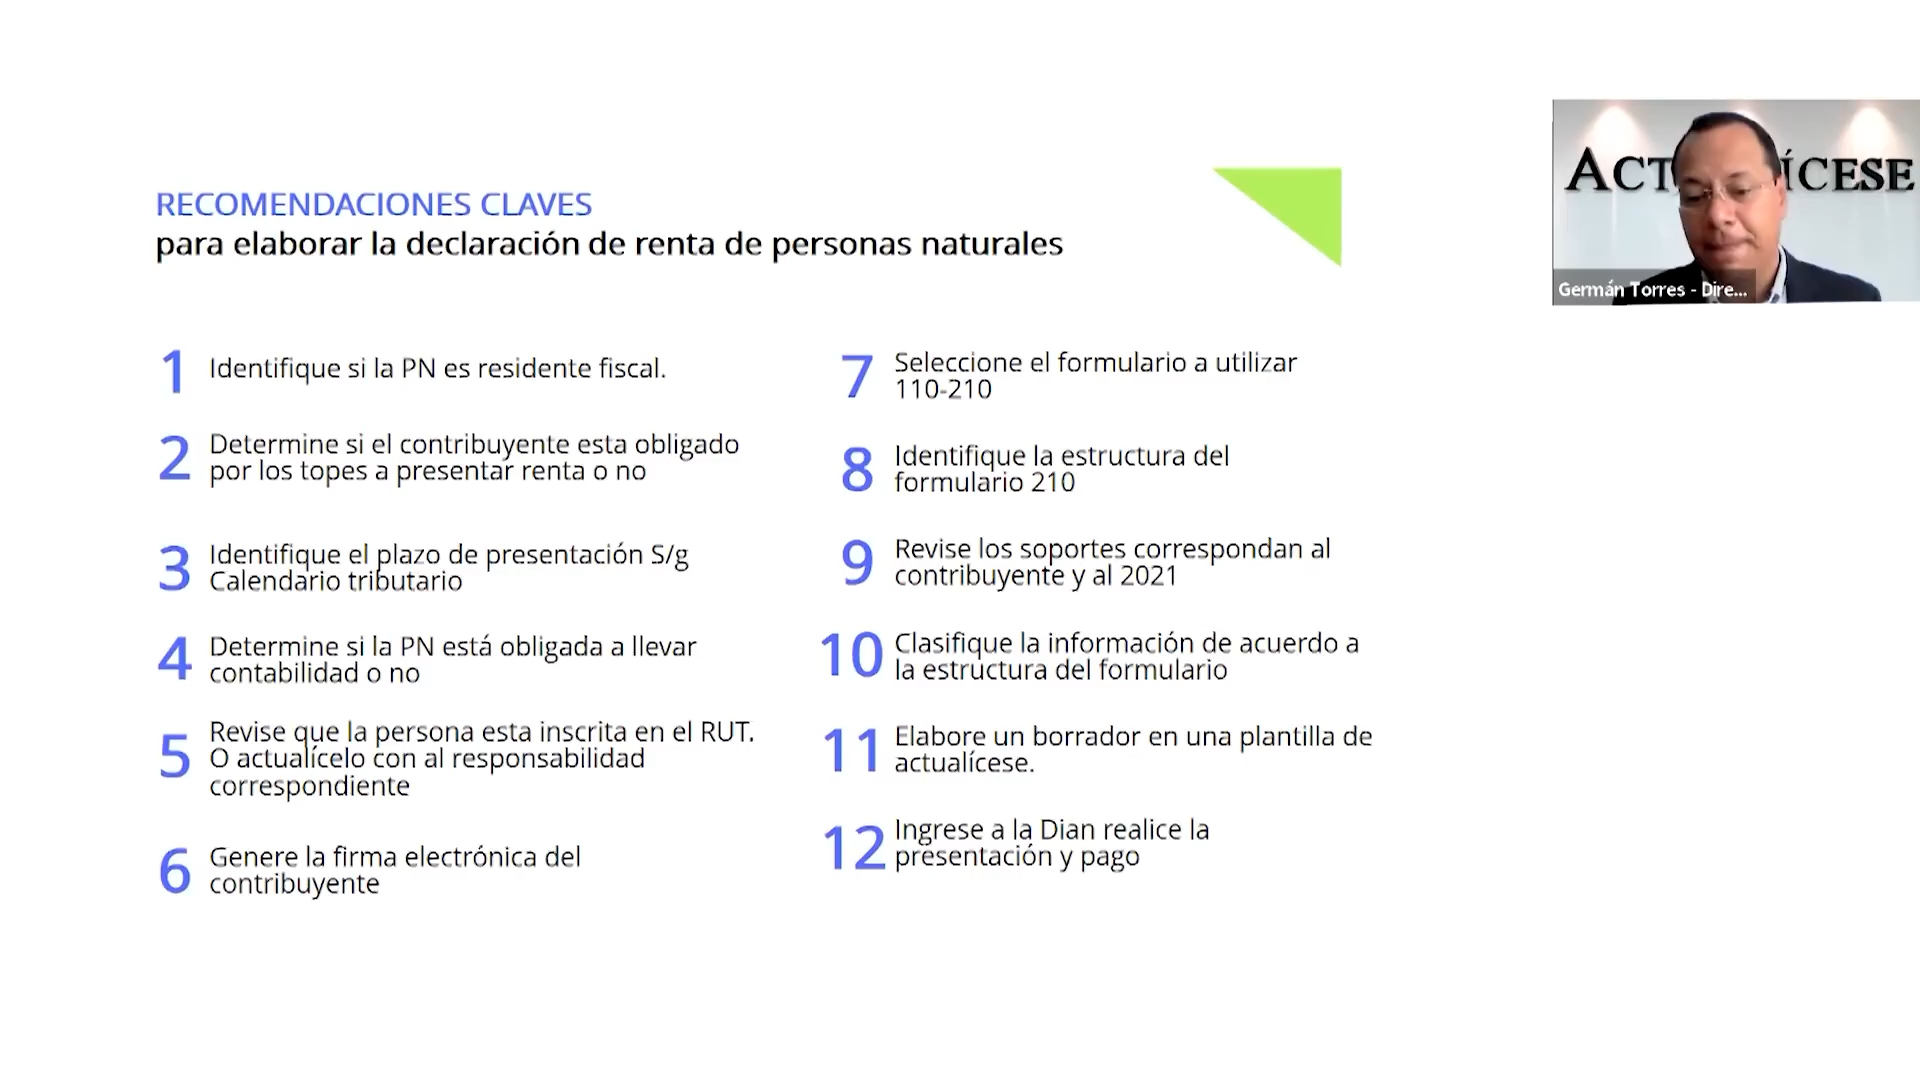 RECOMENDACIONES CLAVES
para elaborar la declaración de renta de personas naturales
1 Identifique si la PN es residente fiscal.
2 Determine si el contribuyente esta obligado
por los topes a presentar renta o no
3 Identifique el plazo de presentación S/g
Calendario tributario
4 Determine si la PN está obligada a llevar
contabilidad o no
5 Revise que la persona esta inscrita en el RUT.
O actualícelo con al responsabilidad
correspondiente
6 Genere la firma electrónica del
contribuyente
7 Seleccione el formulario a utilizar
110-210
8 Identifique la estructura del
formulario 210
9 Revise los soportes correspondan al
contribuyente y al 2021
10 Clasifique la información de acuerdo a
la estructura del formulario
11 Elabore un borrador en una plantilla de
actualícese.
12 Ingrese a la Dian realice la
presentación y pago
ACT ÍCESE
Germán Torres - Dire...